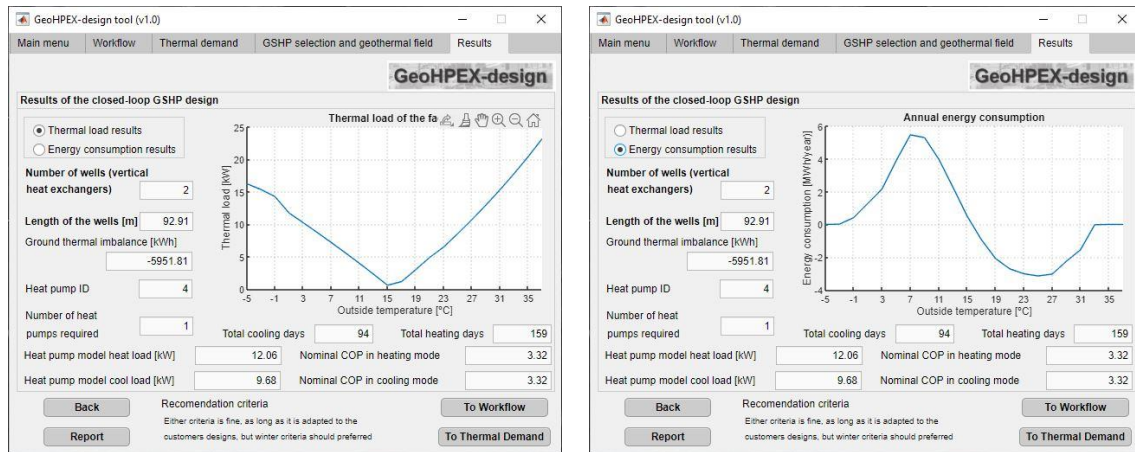 GeoHPEX-design tool (v1.0)
Main menu Workflow Thermal demand GSHP selection and geothermal field Results
GeoHPEX-design
Results of the closed-loop GSHP design
Thermal load results
Energy consumption results
Number of wells (vertical
heat exchangers) 2
Length of the wells [m] 92.91
Ground thermal imbalance [kWh]
-5951.81
Heat pump ID 4
Number of heat
pumps required 1
Thermal load of the fa
Thermal load [kW]
25
20
15
10
5
0
-5 -1 3 7 11 15 19 23 27 31 35
Outside temperature [°C]
Total cooling days 94 Total heating days 159
Heat pump model heat load [kW] 12.06 Nominal COP in heating mode 3.32
Heat pump model cool load [kW] 9.68 Nominal COP in cooling mode 3.32
Back Recomendation criteria To Workflow
Either criteria is fine, as long as it is adapted to the
Report customers designs, but winter criteria should preferred To Thermal Demand
GeoHPEX-design tool (v1.0)
Main menu Workflow Thermal demand GSHP selection and geothermal field Results
GeoHPEX-design
Results of the closed-loop GSHP design
Thermal load results
Energy consumption results
Number of wells (vertical
heat exchangers) 2
Length of the wells [m] 92.91
Ground thermal imbalance [kWh]
-5951.81
Heat pump ID 4
Number of heat
pumps required 1
Annual energy consumption
Energy consumption [MWh/year)]
6
4
2
0
-2
-4
-5 -1 3 7 11 15 19 23 27 31 35
Outside temperature [°C]
Total cooling days 94 Total heating days 159
Heat pump model heat load [kW] 12.06 Nominal COP in heating mode 3.32
Heat pump model cool load [kW] 9.68 Nominal COP in cooling mode 3.32
Back Recomendation criteria To Workflow
Either criteria is fine, as long as it is adapted to the
Report customers designs, but winter criteria should preferred To Thermal Demand